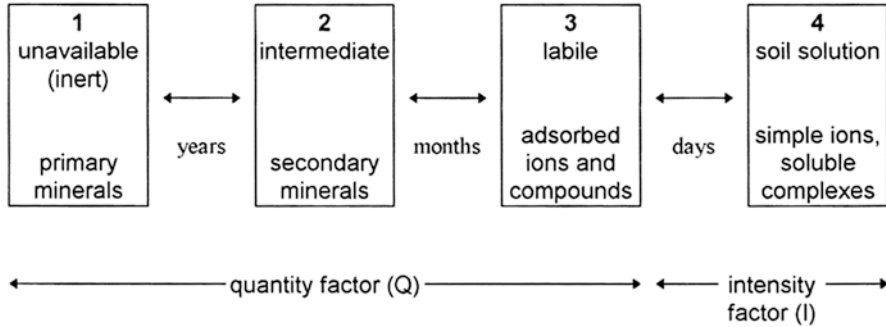 1
unavailable
(inert)
primary
minerals
years
2
intermediate
secondary
minerals
months
3
labile
adsorbed
ions and
compounds
days
4
soil solution
simple ions,
soluble
complexes
quantity factor (Q)
intensity
factor (I)